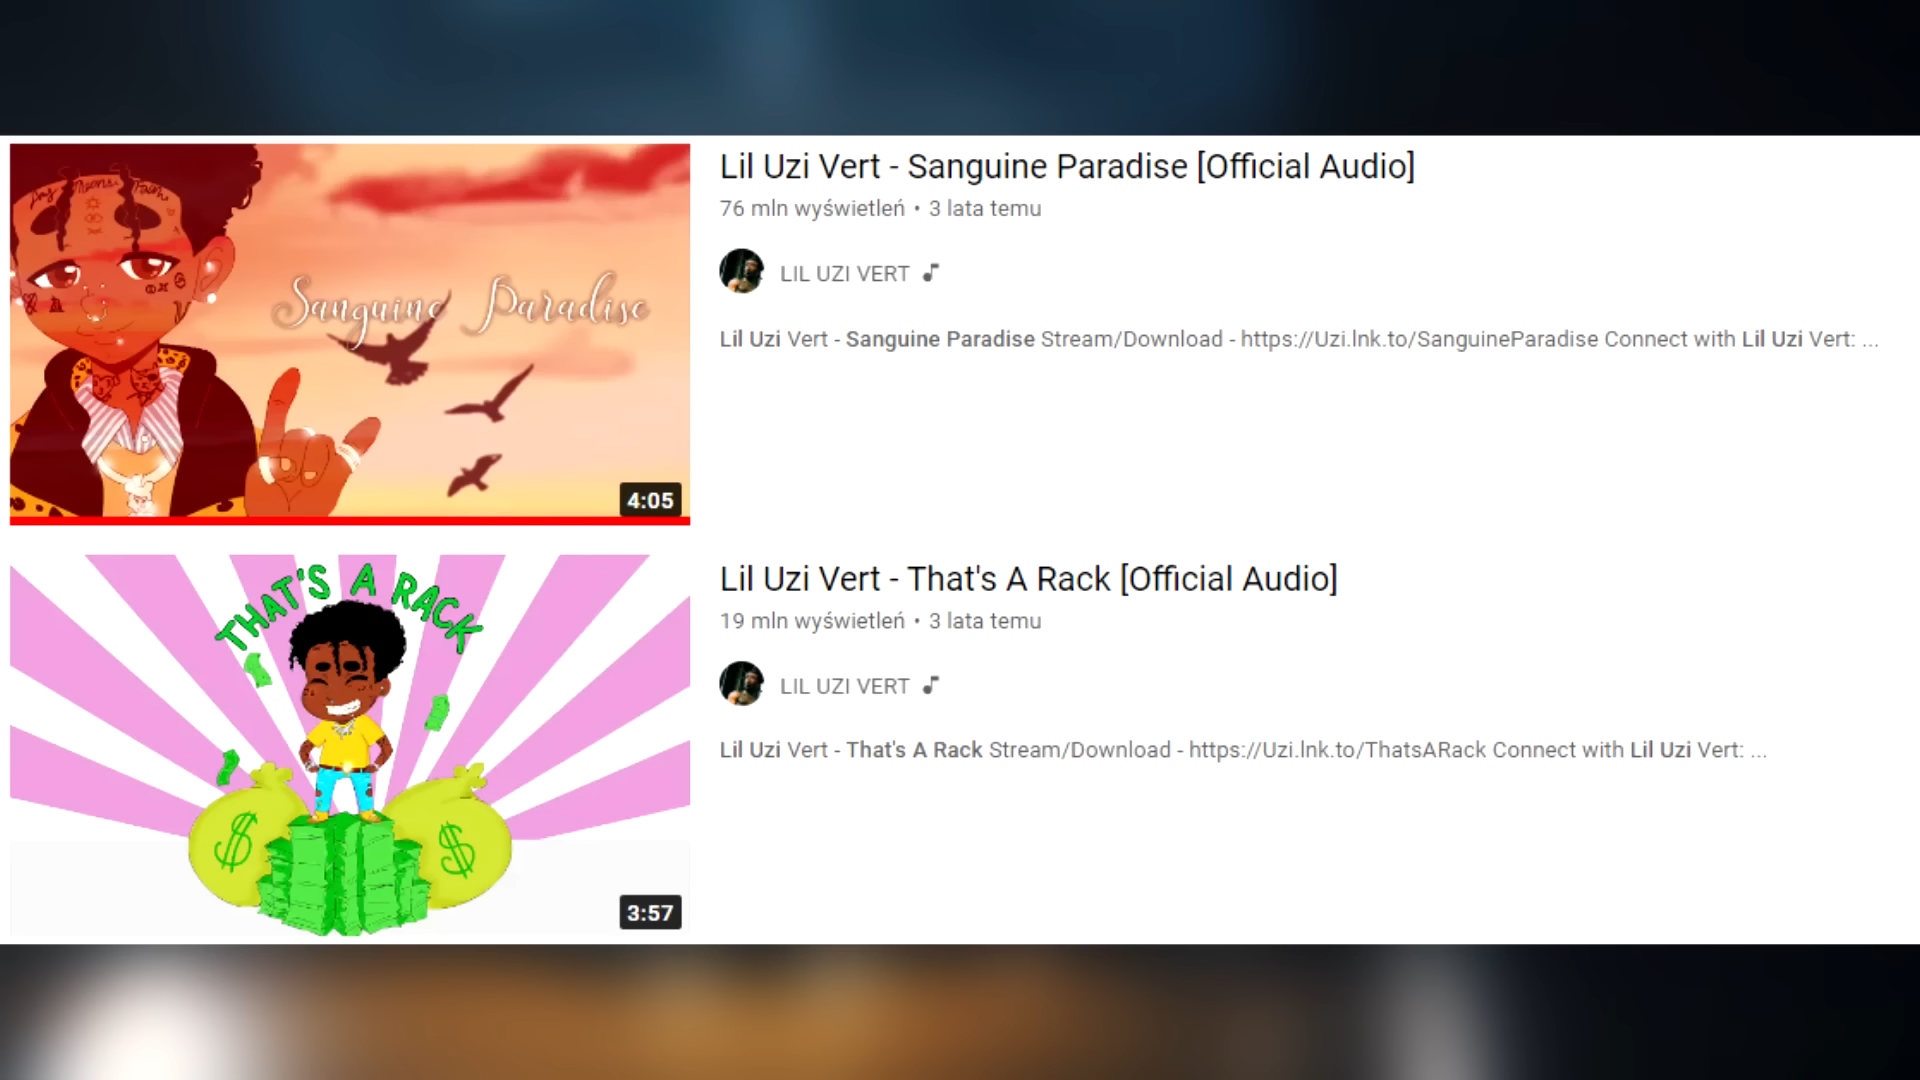 Lil Uzi Vert - Sanguine Paradise [Official Audio]
76 mln wyświetleń • 3 lata temu
LIL UZI VERT
Lil Uzi Vert - Sanguine Paradise Stream/Download - https://Uzi.lnk.to/SanguineParadise Connect with Lil Uzi Vert: ...
Sanguine Paradise
4:05
Lil Uzi Vert - That's A Rack [Official Audio]
19 mln wyświetleń • 3 lata temu
LIL UZI VERT
Lil Uzi Vert - That's A Rack Stream/Download - https://Uzi.lnk.to/ThatsARack Connect with Lil Uzi Vert: ...
THAT'S A RACK
$ $
3:57